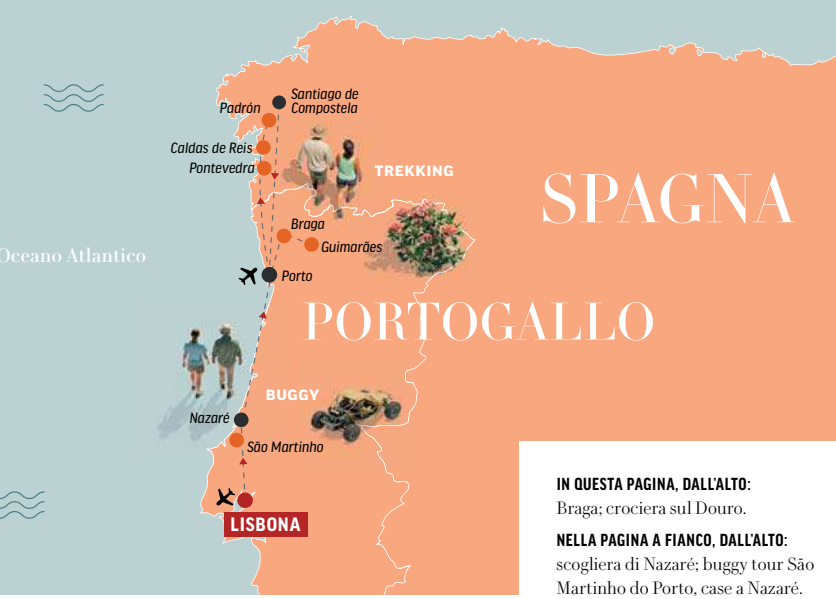 Santiago de
Compostela
Padrón
Caldas de Reis
Pontevedra
TREKKING
SPAGNA
Braga
Guimarães
Oceano Atlantico
Porto
PORTOGALLO
BUGGY
Nazaré
São Martinho
LISBONA
IN QUESTA PAGINA, DALL'ALTO:
Braga; crociera sul Douro.
NELLA PAGINA A FIANCO, DALL'ALTO:
scogliera di Nazaré; buggy tour São
Martinho do Porto, case a Nazaré.